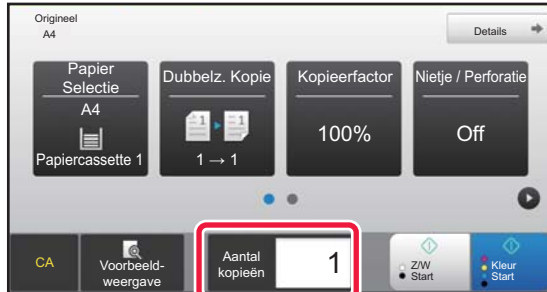 Origineel
A4
Details
Papier
Selectie
A4
Papiercassette 1
Dubbelz. Kopie
1 → 1
Kopieerfactor
100%
Nietje / Perforatie
Off
CA
Voorbeeld-
weergave
Aantal
kopieën
1
Z/W
Start
Kleur
Start